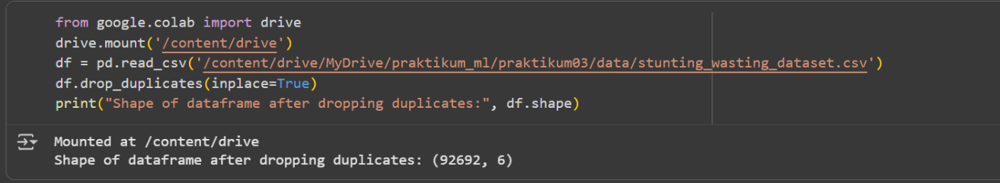 from google.colab import drive
drive.mount('/content/drive')
df = pd.read_csv('/content/drive/MyDrive/praktikum_ml/praktikum03/data/stunting_wasting_dataset.csv')
df.drop_duplicates(inplace=True)
print("Shape of dataframe after dropping duplicates:", df.shape)
Mounted at /content/drive
Shape of dataframe after dropping duplicates: (92692, 6)